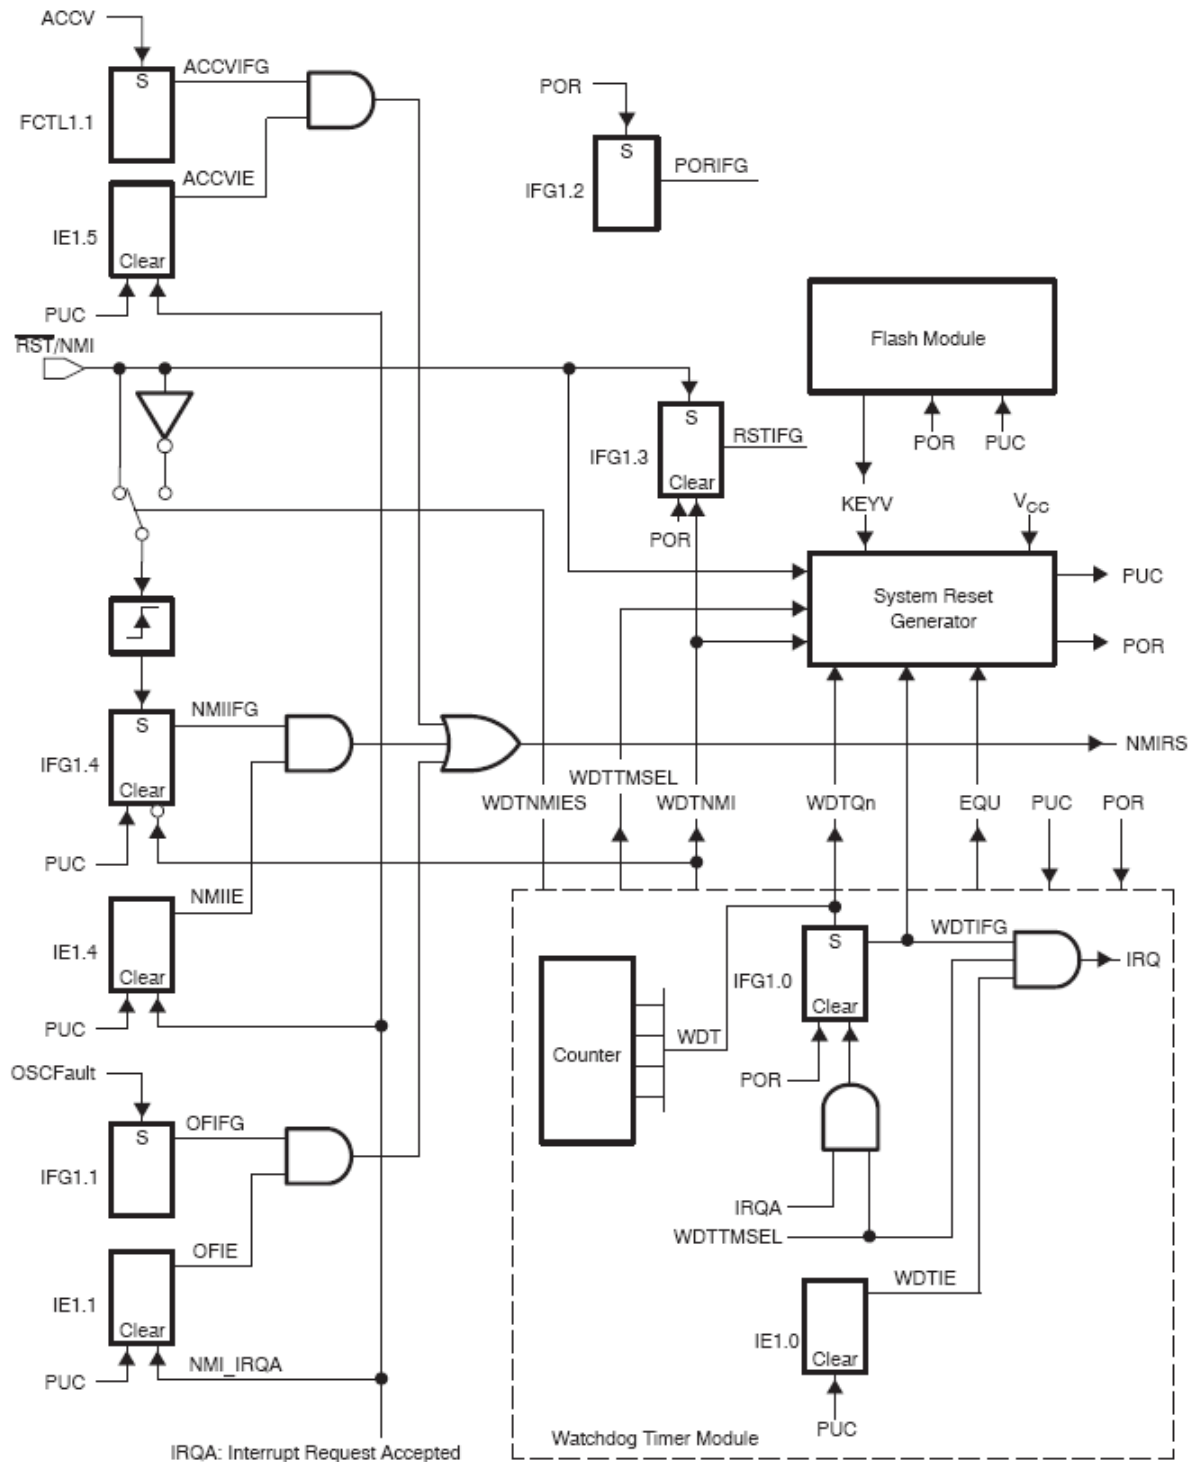 ACCV
S
ACCVIFG
FCTL1.1
ACCVIE
IE1.5
Clear
PUC
POR
S
PORIFG
IFG1.2
RST/NMI
Flash Module
POR
PUC
KEYV
VCC
S
RSTIFG
IFG1.3
Clear
POR
System Reset
Generator
PUC
POR
S
NMIIFG
IFG1.4
Clear
PUC
NMIRS
WDTTMSEL
WDTNMIES
WDTNMI
WDTQn
EQU
PUC
POR
NMIIE
IE1.4
Clear
PUC
OSCFault
S
OFIFG
IFG1.1
OFIE
IE1.1
Clear
PUC
NMI_IRQA
IRQA: Interrupt Request Accepted
S
WDTIFG
IRQ
IFG1.0
Clear
Counter
WDT
POR
IRQA
WDTTMSEL
WDTIE
IE1.0
Clear
PUC
Watchdog Timer Module